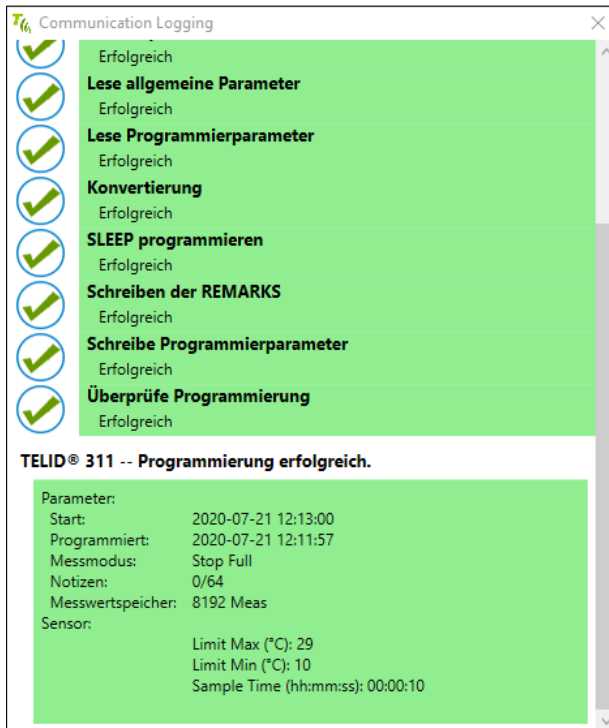 Communication Logging
Erfolgreich
Lese allgemeine Parameter
Erfolgreich
Lese Programmierparameter
Erfolgreich
Konvertierung
Erfolgreich
SLEEP programmieren
Erfolgreich
Schreiben der REMARKS
Erfolgreich
Schreibe Programmierparameter
Erfolgreich
Überprüfe Programmierung
Erfolgreich
TELID® 311 -- Programmierung erfolgreich.
Parameter:
Start: 2020-07-21 12:13:00
Programmiert: 2020-07-21 12:11:57
Messmodus: Stop Full
Notizen: 0/64
Messwertspeicher: 8192 Meas
Sensor:
Limit Max (°C): 29
Limit Min (°C): 10
Sample Time (hh:mm:ss): 00:00:10